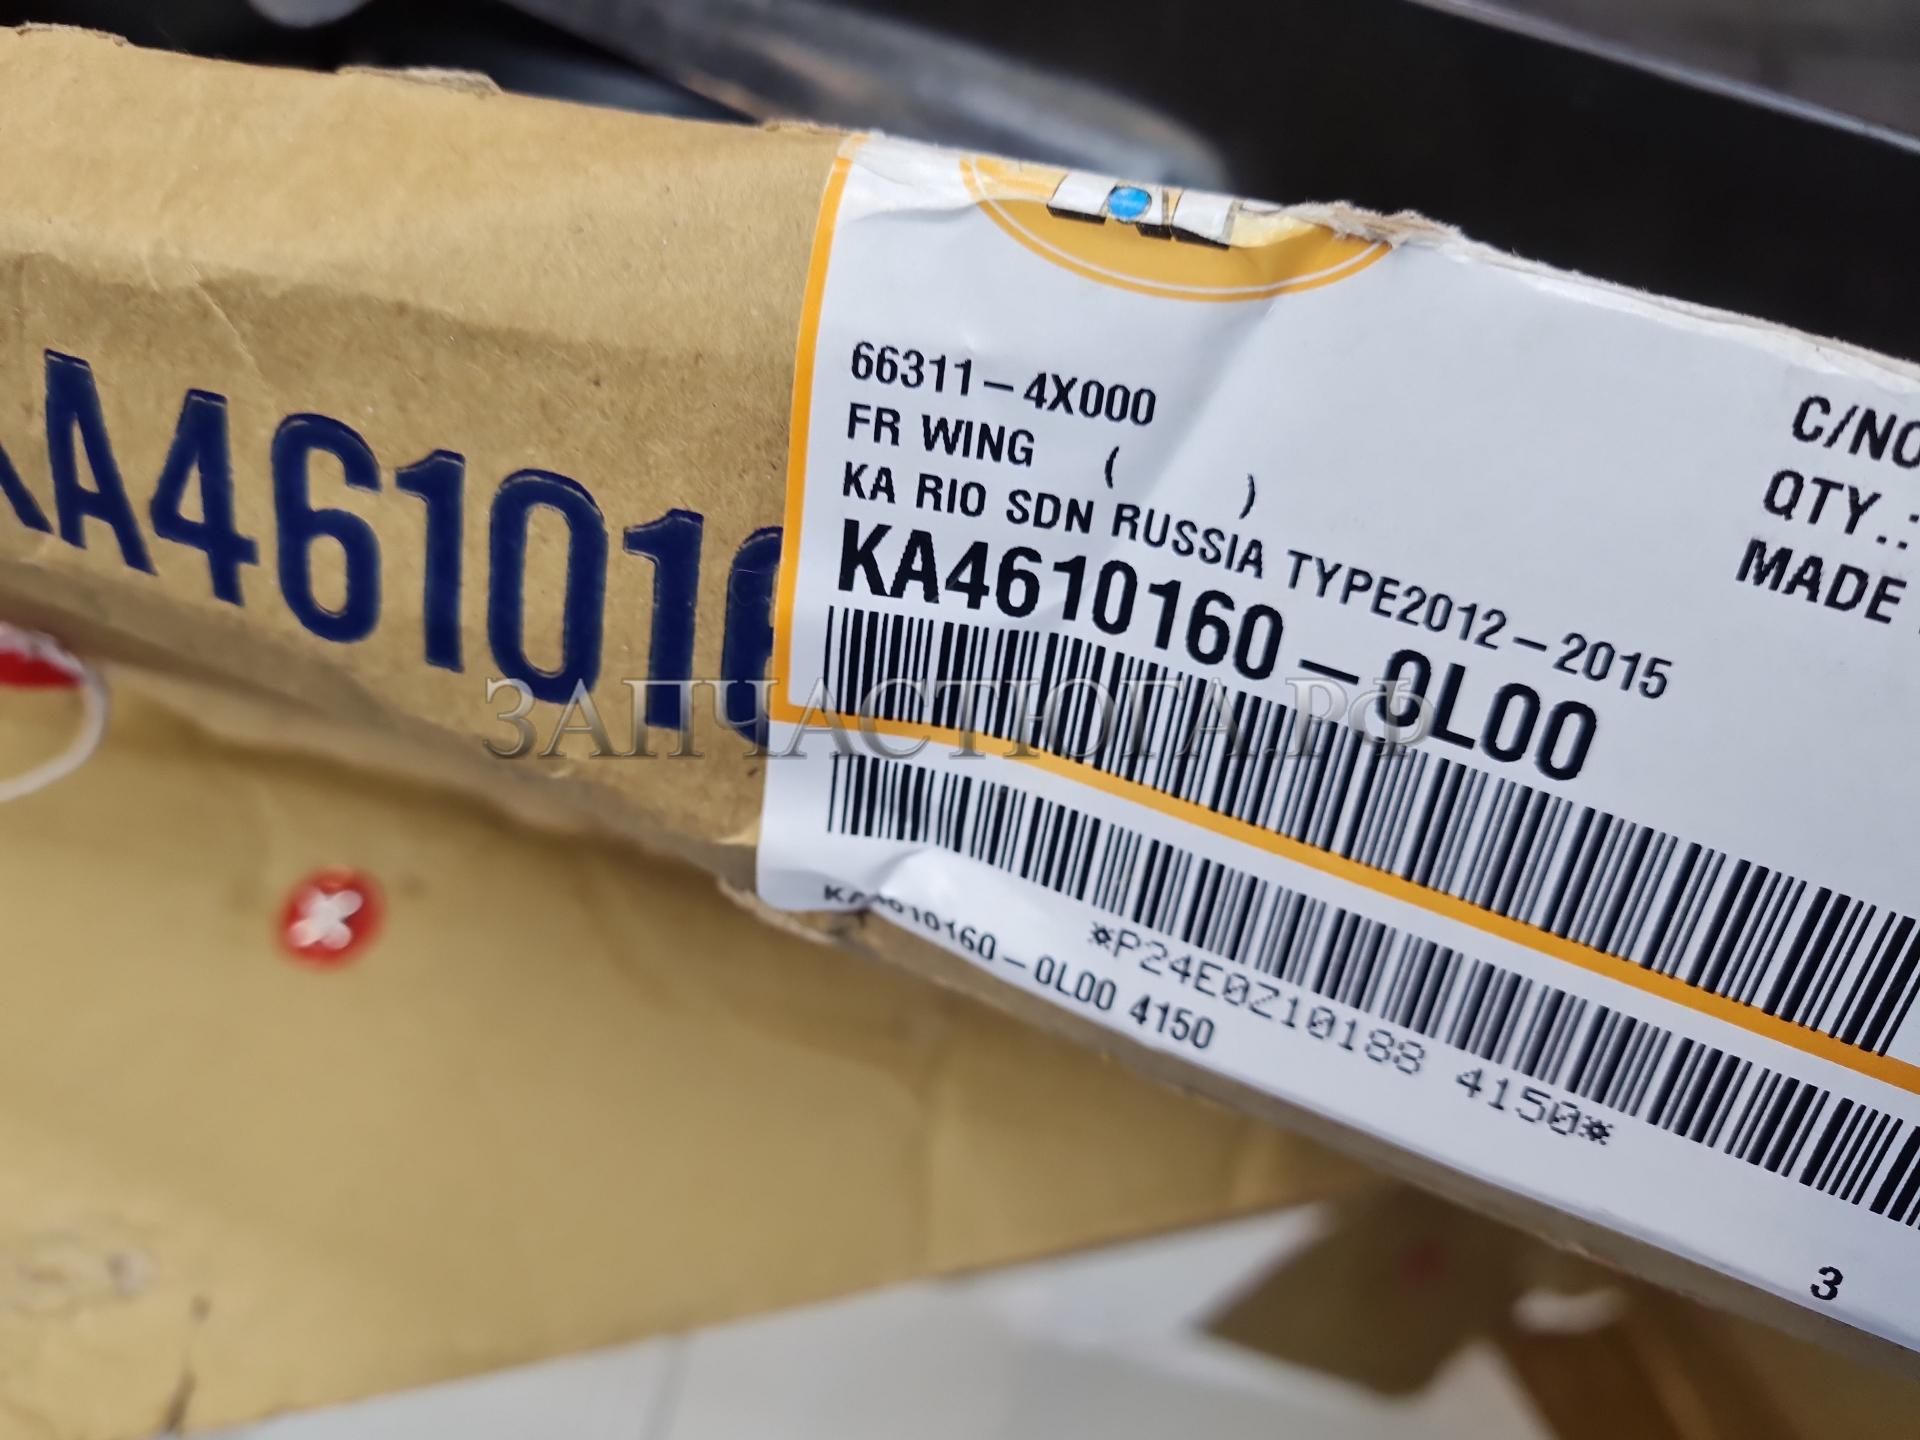 KA461016
66311-4X000
FR WING ( )
KA RIO SDN RUSSIA TYPE2012-2015
KA4610160-0L00
C/NO
QTY.:
MADE
ЗАПЧАСТЮГА.РФ
*P24E0Z10188 4150*
KA4610160-0L00 4150
3